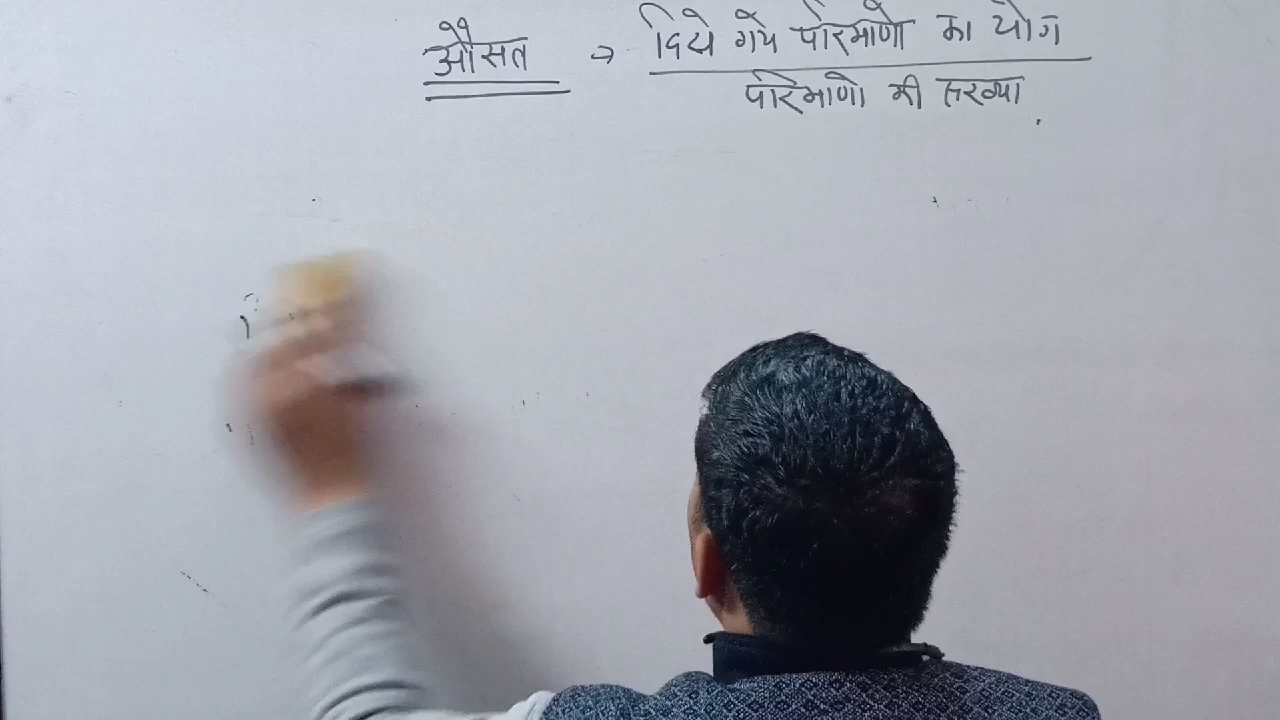 औसत → दिये गये परिमाणो का योग
परिमाणो की संख्या